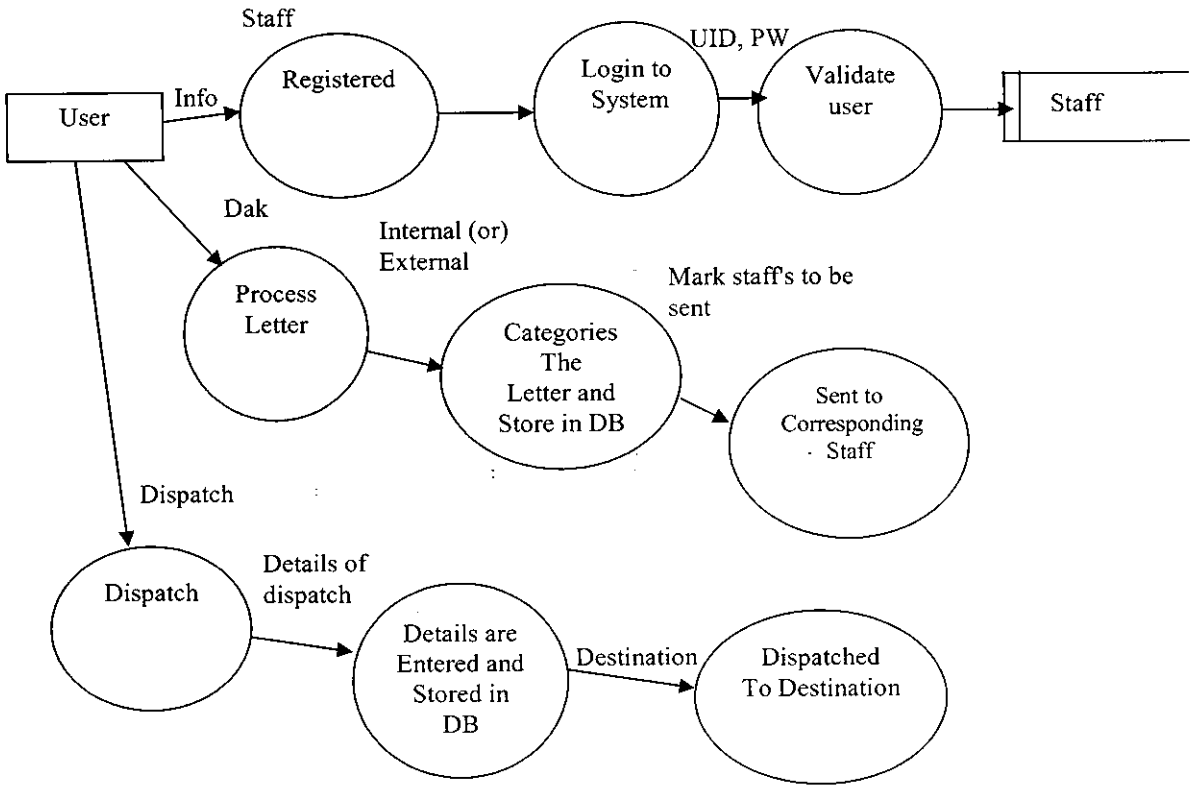 Staff
Info
User
Registered
Login to
System
UID, PW
Validate
user
Staff
Dak
Process
Letter
Internal (or)
External
Categories
The
Letter and
Store in DB
Mark staff's to be
sent
Sent to
Corresponding
Staff
Dispatch
Dispatch
Details of
dispatch
Details are
Entered and
Stored in
DB
Destination
Dispatched
To Destination